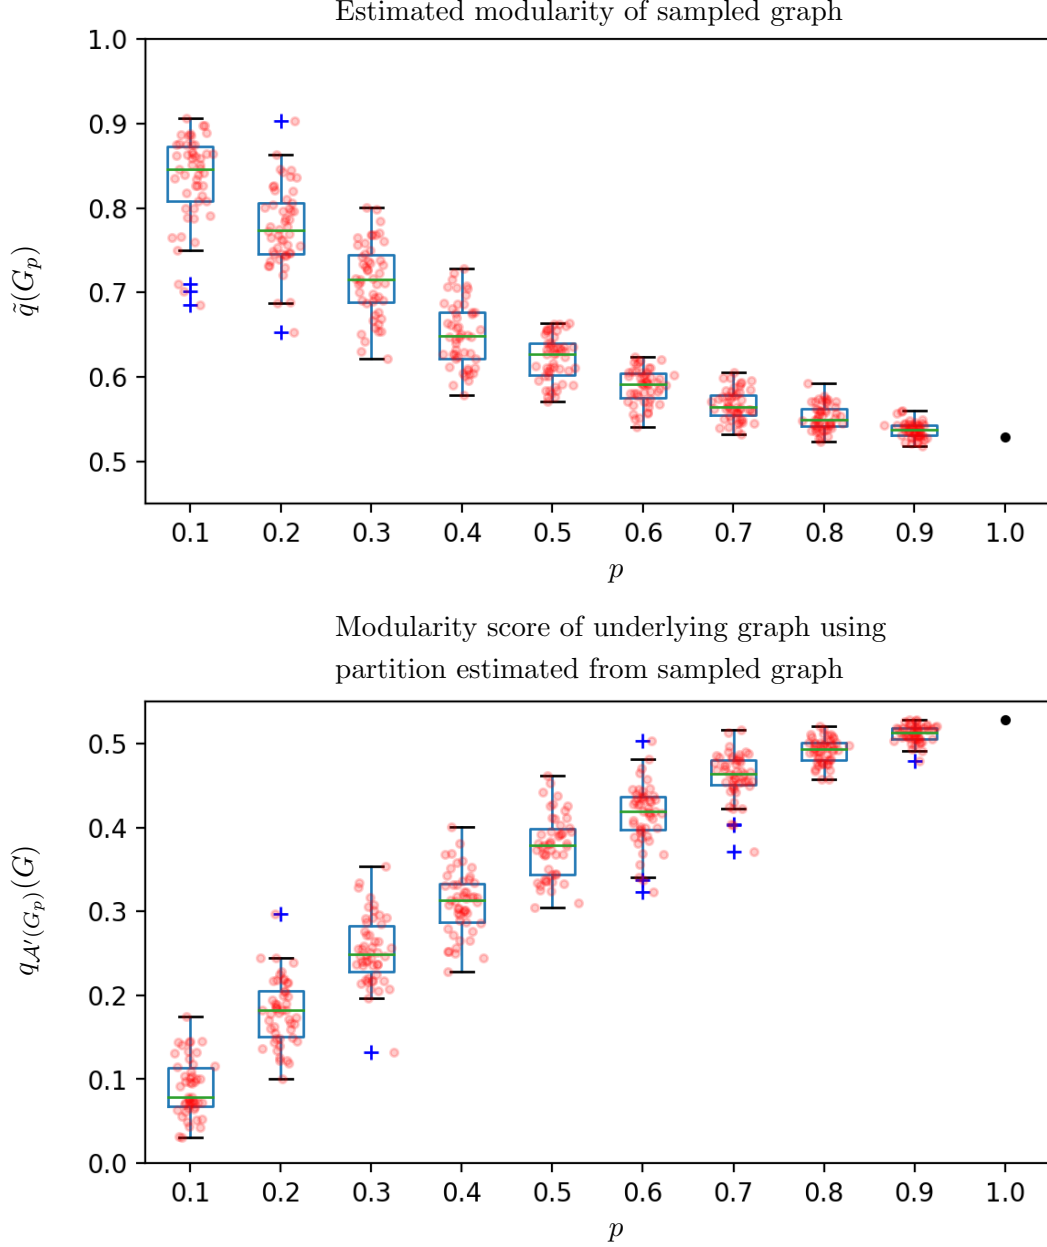 Estimated modularity of sampled graph
1.0
0.9
0.8
0.7
0.6
0.5
q̃(G_p)
0.1 0.2 0.3 0.4 0.5 0.6 0.7 0.8 0.9 1.0
p
Modularity score of underlying graph using
partition estimated from sampled graph
0.5
0.4
0.3
0.2
0.1
0.0
q_{𝒜′(G_p)}(G)
0.1 0.2 0.3 0.4 0.5 0.6 0.7 0.8 0.9 1.0
p